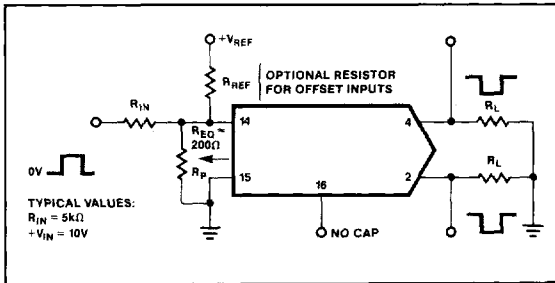 +VREF
RREF
OPTIONAL RESISTOR
FOR OFFSET INPUTS
RIN
REQ ≈
200Ω
RP
14
15
16
4
2
RL
RL
0V
TYPICAL VALUES:
RIN = 5kΩ
+VIN = 10V
NO CAP